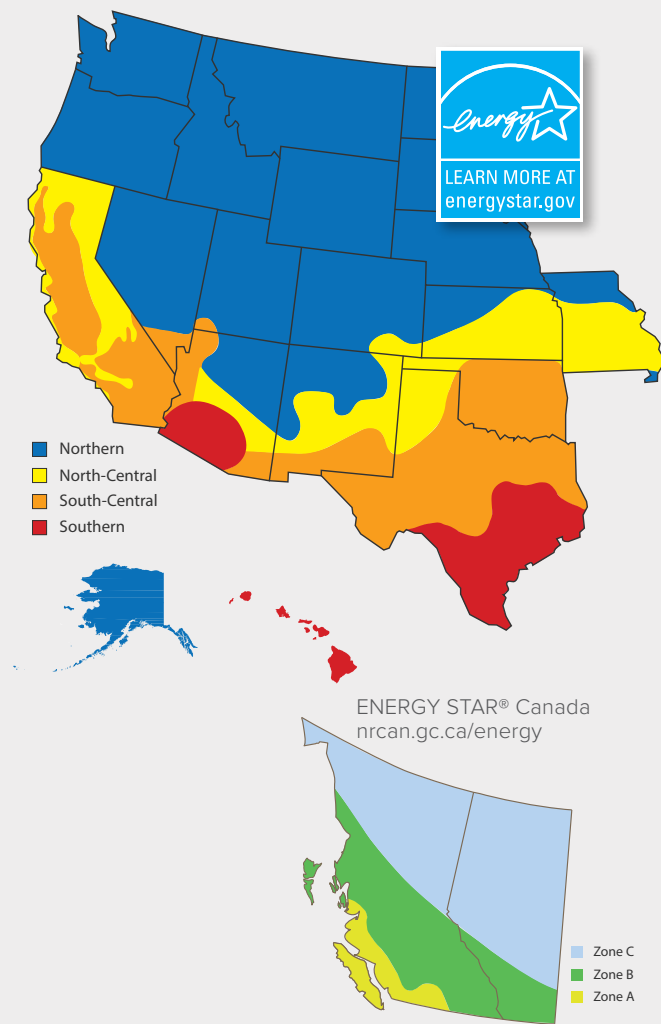 energy
LEARN MORE AT
energystar.gov
Northern
North-Central
South-Central
Southern
ENERGY STAR® Canada
nrcan.gc.ca/energy
Zone C
Zone B
Zone A